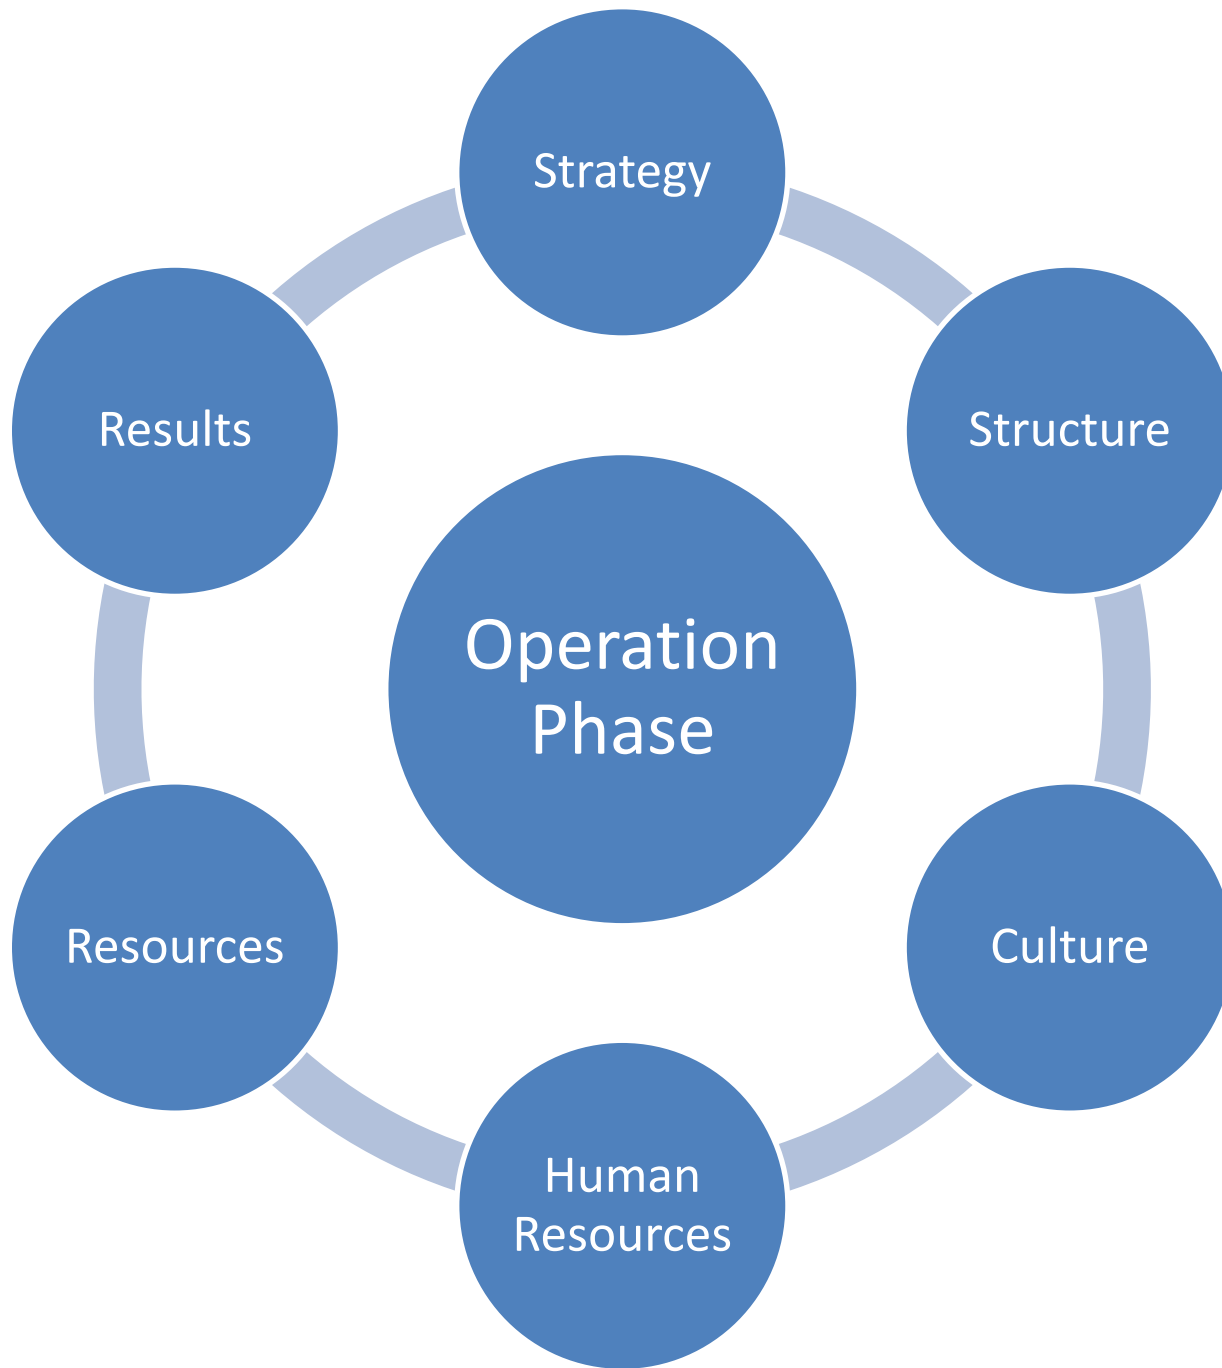 Strategy
Structure
Culture
Human
Resources
Resources
Results
Operation
Phase